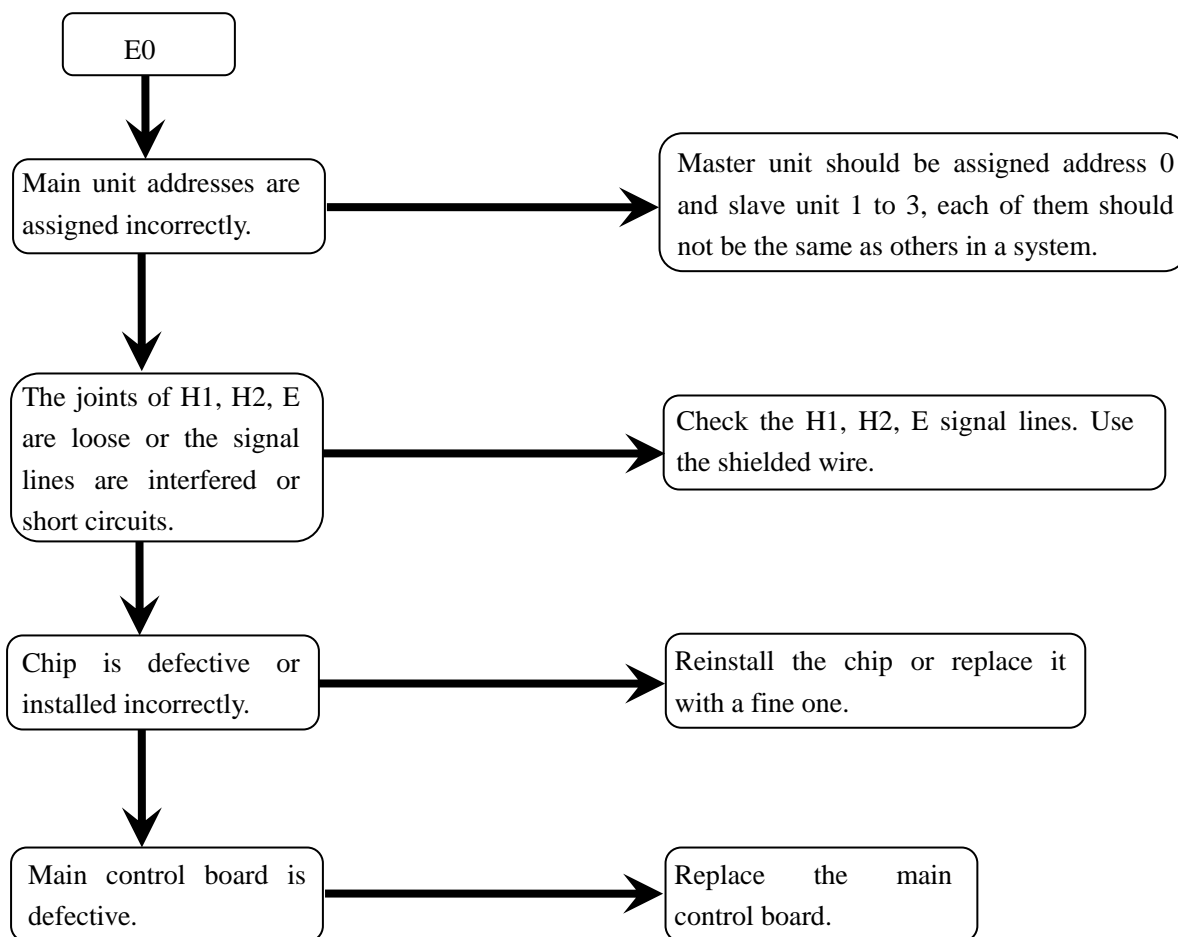 E0
Main unit addresses are
assigned incorrectly.
Master unit should be assigned address 0
and slave unit 1 to 3, each of them should
not be the same as others in a system.
The joints of H1, H2, E
are loose or the signal
lines are interfered or
short circuits.
Check the H1, H2, E signal lines. Use
the shielded wire.
Chip is defective or
installed incorrectly.
Reinstall the chip or replace it
with a fine one.
Main control board is
defective.
Replace the main
control board.